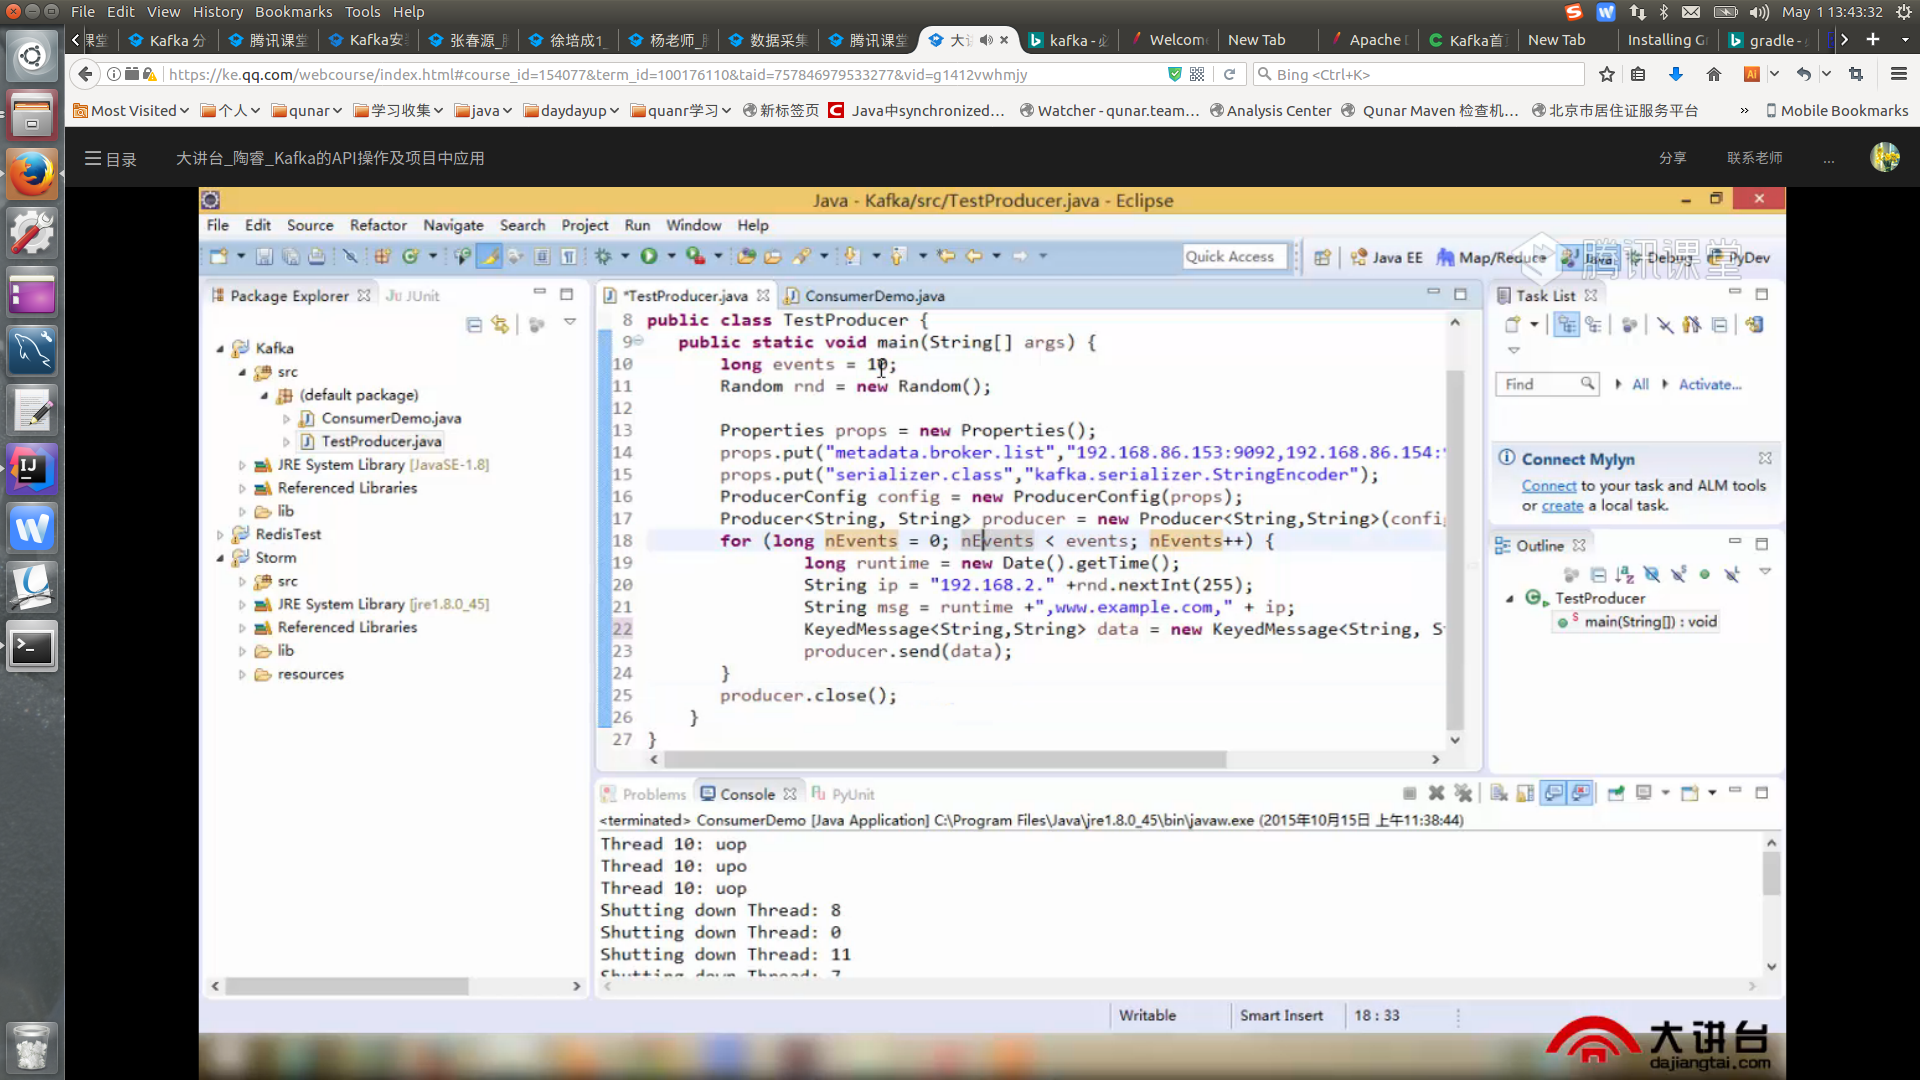 File Edit View History Bookmarks Tools Help
May 1 13:43:32
课堂 Kafka 分 腾讯课堂 Kafka安 张春源_ 徐培成1_ 杨老师_ 数据采集 腾讯课堂 大 kafka - Welcome New Tab Apache Kafka首 New Tab Installing Gr gradle -
https://ke.qq.com/webcourse/index.html#course_id=154077&term_id=100176110&taid=757846979533277&vid=g1412vwhmjy
Bing <Ctrl+K>
Most Visited 个人 qunar 学习收集 java daydayup quanr学习 新标签页 Java中synchronized... Watcher - qunar.team... Analysis Center Qunar Maven 检查机... 北京市居住证服务平台 » Mobile Bookmarks
目录 大讲台_陶睿_Kafka的API操作及项目中应用 分享 联系老师 ...
Java - Kafka/src/TestProducer.java - Eclipse
File Edit Source Refactor Navigate Search Project Run Window Help
Quick Access Java EE Map/Reduce Java Debug PyDev
腾讯课堂
Package Explorer JUnit
Kafka
src
(default package)
ConsumerDemo.java
TestProducer.java
JRE System Library [JavaSE-1.8]
Referenced Libraries
lib
RedisTest
Storm
src
JRE System Library [jre1.8.0_45]
Referenced Libraries
lib
resources
*TestProducer.java ConsumerDemo.java
8 public class TestProducer {
9 public static void main(String[] args) {
10 long events = 10;
11 Random rnd = new Random();
12
13 Properties props = new Properties();
14 props.put("metadata.broker.list","192.168.86.153:9092,192.168.86.154:
15 props.put("serializer.class","kafka.serializer.StringEncoder");
16 ProducerConfig config = new ProducerConfig(props);
17 Producer<String, String> producer = new Producer<String,String>(config
18 for (long nEvents = 0; nEvents < events; nEvents++) {
19 long runtime = new Date().getTime();
20 String ip = "192.168.2." +rnd.nextInt(255);
21 String msg = runtime +",www.example.com," + ip;
22 KeyedMessage<String,String> data = new KeyedMessage<String, S
23 producer.send(data);
24 }
25 producer.close();
26 }
27 }
Task List
Find All Activate...
Connect Mylyn
Connect to your task and ALM tools
or create a local task.
Outline
TestProducer
main(String[]) : void
Problems Console PyUnit
<terminated> ConsumerDemo [Java Application] C:\Program Files\Java\jre1.8.0_45\bin\javaw.exe (2015年10月15日 上午11:38:44)
Thread 10: uop
Thread 10: upo
Thread 10: uop
Shutting down Thread: 8
Shutting down Thread: 0
Shutting down Thread: 11
Shutting down Thread: 7
Writable Smart Insert 18 : 33
大讲台
dajiangtai.com